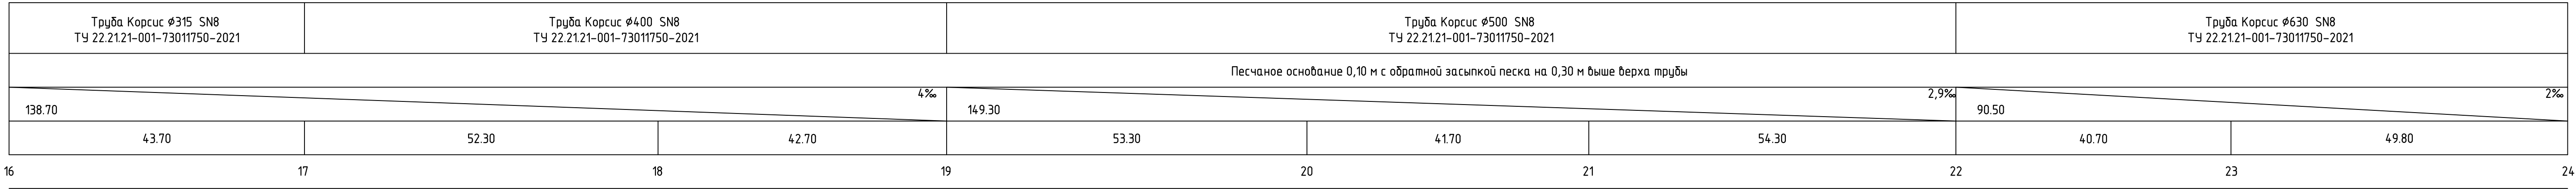 Труба Корсис Ø315 SN8
ТУ 22.21.21-001-73011750-2021
Труба Корсис Ø400 SN8
ТУ 22.21.21-001-73011750-2021
Труба Корсис Ø500 SN8
ТУ 22.21.21-001-73011750-2021
Труба Корсис Ø630 SN8
ТУ 22.21.21-001-73011750-2021
Песчаное основание 0,10 м с обратной засыпкой песка на 0,30 м выше верха трубы
138.70
4‰
149.30
2,9‰
90.50
2‰
43.70 52.30 42.70 53.30 41.70 54.30 40.70 49.80
16 17 18 19 20 21 22 23 24